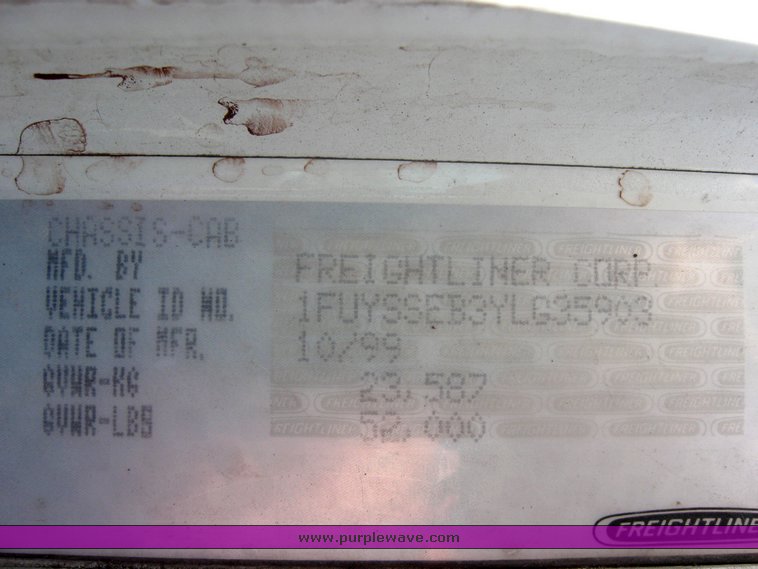 CHASSIS-CAB
MFD. BY FREIGHTLINER CORP.
VEHICLE ID NO. 1FUYSSEB3YLG35903
DATE OF MFR. 10/99
GVWR-KG 23,587
GVWR-LBS 52,000
FREIGHTLINER
www.purplewave.com